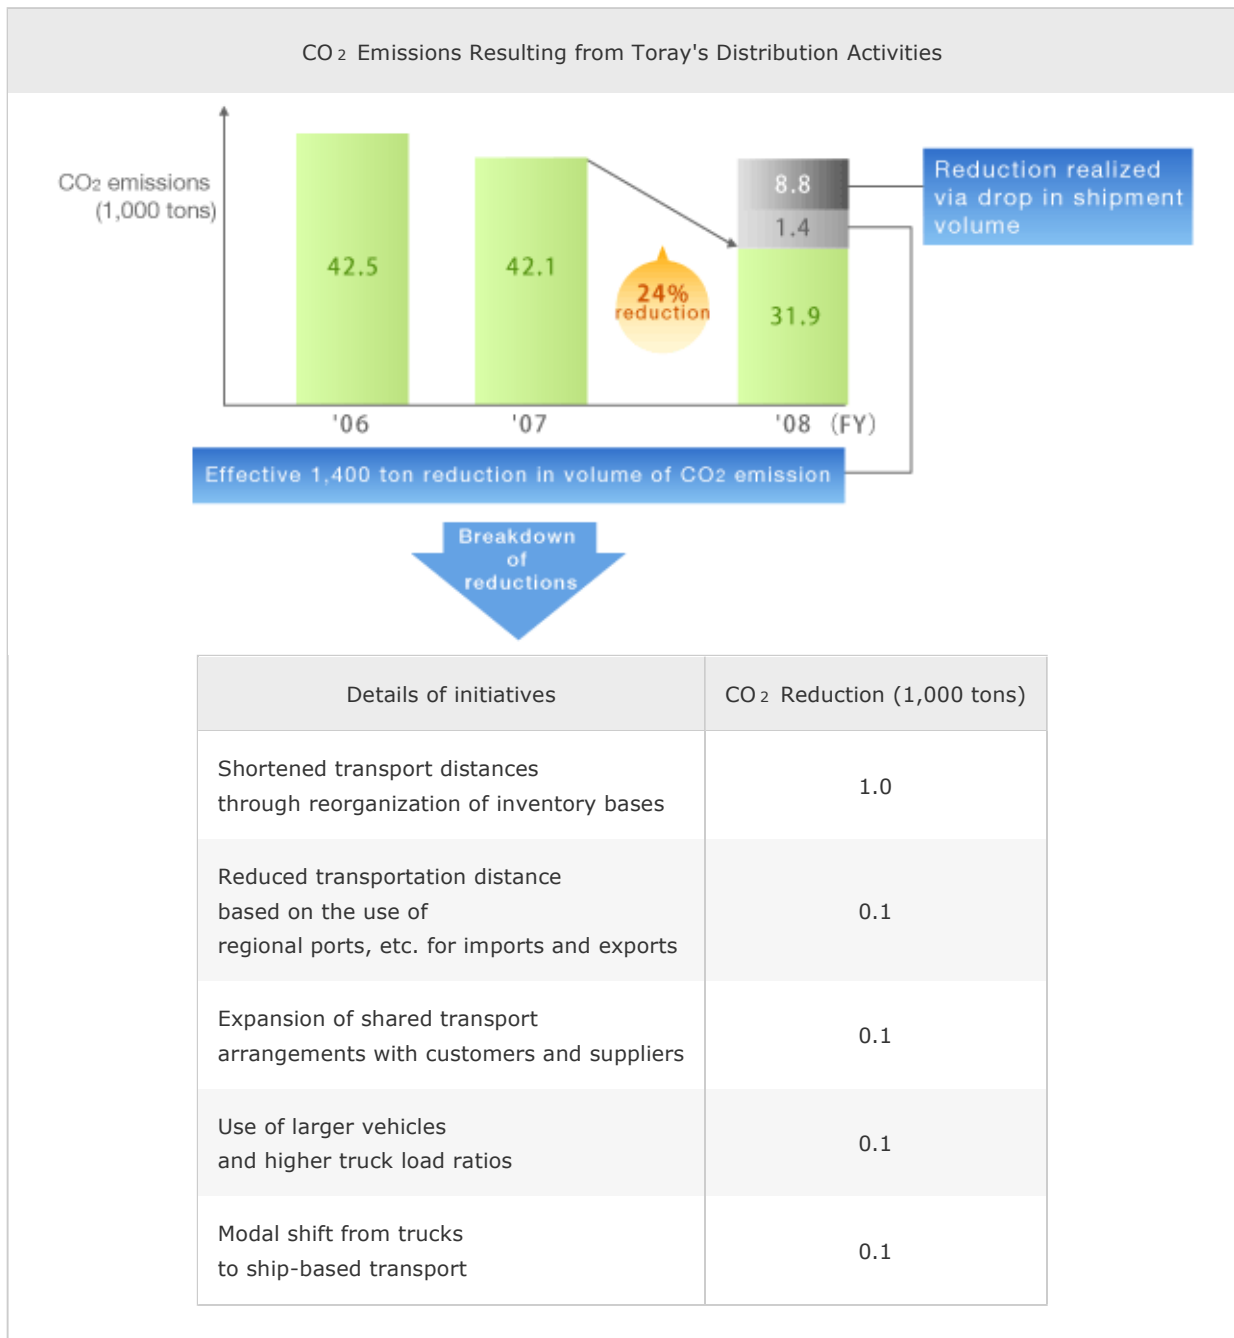 CO2 Emissions Resulting from Toray's Distribution Activities
CO2 emissions
(1,000 tons)
42.5
42.1
24%
reduction
8.8
1.4
31.9
Reduction realized
via drop in shipment
volume
'06
'07
'08 (FY)
Effective 1,400 ton reduction in volume of CO2 emission
Breakdown
of
reductions
Details of initiatives
CO2 Reduction (1,000 tons)
Shortened transport distances
through reorganization of inventory bases
1.0
Reduced transportation distance
based on the use of
regional ports, etc. for imports and exports
0.1
Expansion of shared transport
arrangements with customers and suppliers
0.1
Use of larger vehicles
and higher truck load ratios
0.1
Modal shift from trucks
to ship-based transport
0.1